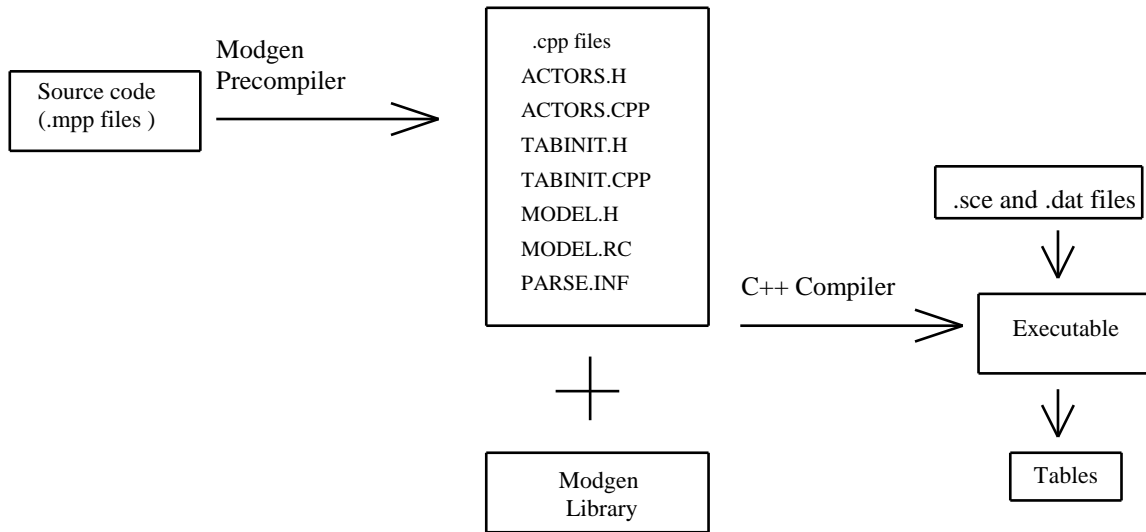 Source code
(.mpp files )
Modgen
Precompiler
.cpp files
ACTORS.H
ACTORS.CPP
TABINIT.H
TABINIT.CPP
MODEL.H
MODEL.RC
PARSE.INF
Modgen
Library
C++ Compiler
.sce and .dat files
Executable
Tables